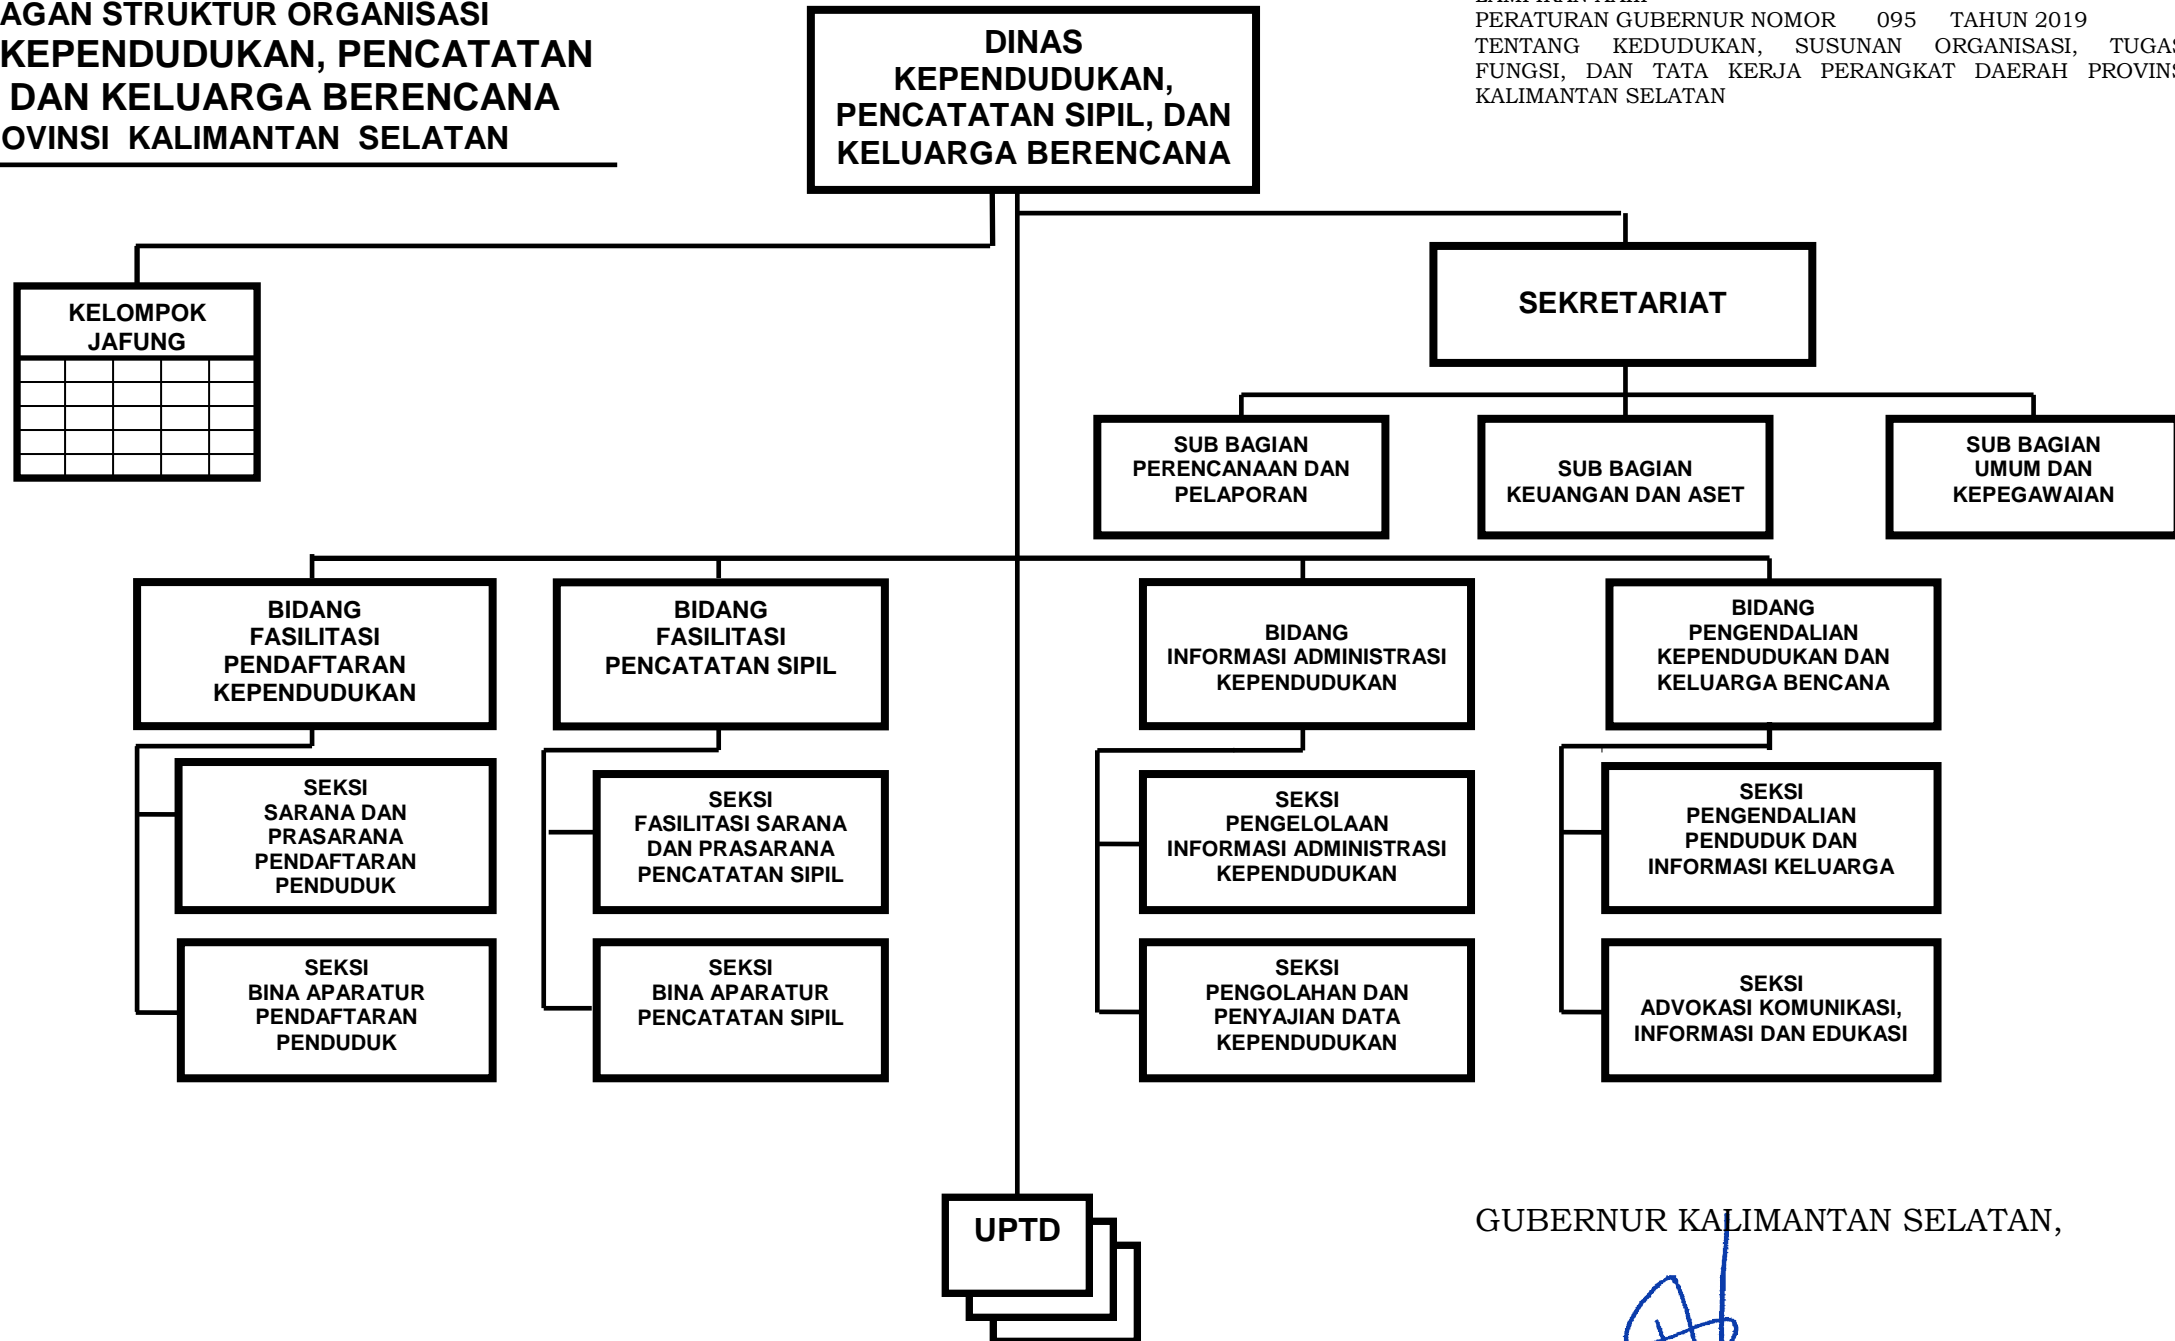 AGAN STRUKTUR ORGANISASI
KEPENDUDUKAN, PENCATATAN
DAN KELUARGA BERENCANA
OVINSI KALIMANTAN SELATAN
DINAS
KEPENDUDUKAN,
PENCATATAN SIPIL, DAN
KELUARGA BERENCANA
PERATURAN GUBERNUR NOMOR 095 TAHUN 2019
TENTANG KEDUDUKAN, SUSUNAN ORGANISASI, TUGAS
FUNGSI, DAN TATA KERJA PERANGKAT DAERAH PROVINS
KALIMANTAN SELATAN
KELOMPOK
JAFUNG
SEKRETARIAT
SUB BAGIAN
PERENCANAAN DAN
PELAPORAN
SUB BAGIAN
KEUANGAN DAN ASET
SUB BAGIAN
UMUM DAN
KEPEGAWAIAN
BIDANG
FASILITASI
PENDAFTARAN
KEPENDUDUKAN
BIDANG
FASILITASI
PENCATATAN SIPIL
BIDANG
INFORMASI ADMINISTRASI
KEPENDUDUKAN
BIDANG
PENGENDALIAN
KEPENDUDUKAN DAN
KELUARGA BENCANA
SEKSI
SARANA DAN
PRASARANA
PENDAFTARAN
PENDUDUK
SEKSI
FASILITASI SARANA
DAN PRASARANA
PENCATATAN SIPIL
SEKSI
PENGELOLAAN
INFORMASI ADMINISTRASI
KEPENDUDUKAN
SEKSI
PENGENDALIAN
PENDUDUK DAN
INFORMASI KELUARGA
SEKSI
BINA APARATUR
PENDAFTARAN
PENDUDUK
SEKSI
BINA APARATUR
PENCATATAN SIPIL
SEKSI
PENGOLAHAN DAN
PENYAJIAN DATA
KEPENDUDUKAN
SEKSI
ADVOKASI KOMUNIKASI,
INFORMASI DAN EDUKASI
UPTD
GUBERNUR KALIMANTAN SELATAN,